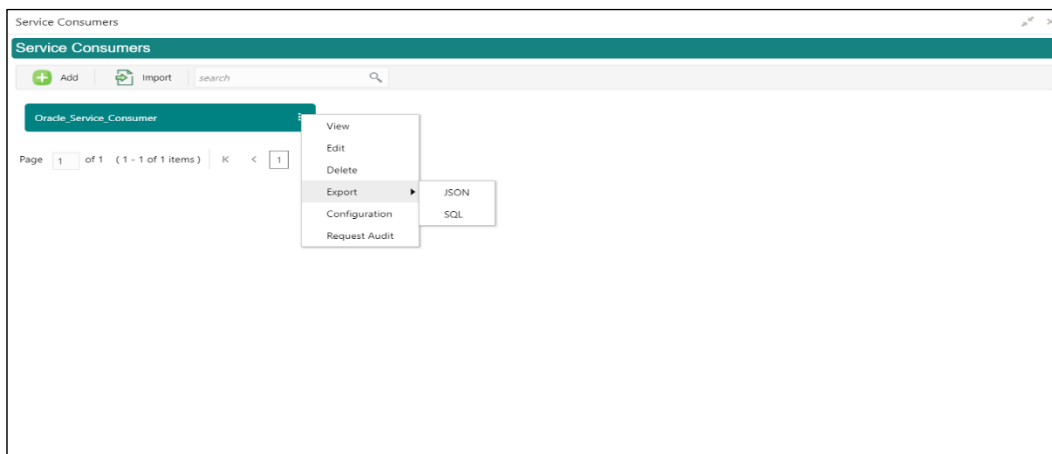 Service Consumers
Service Consumers
Add Import search
Oracle_Service_Consumer
View
Edit
Page 1 of 1 ( 1 - 1 of 1 items ) K < 1
Delete
Export JSON
Configuration SQL
Request Audit